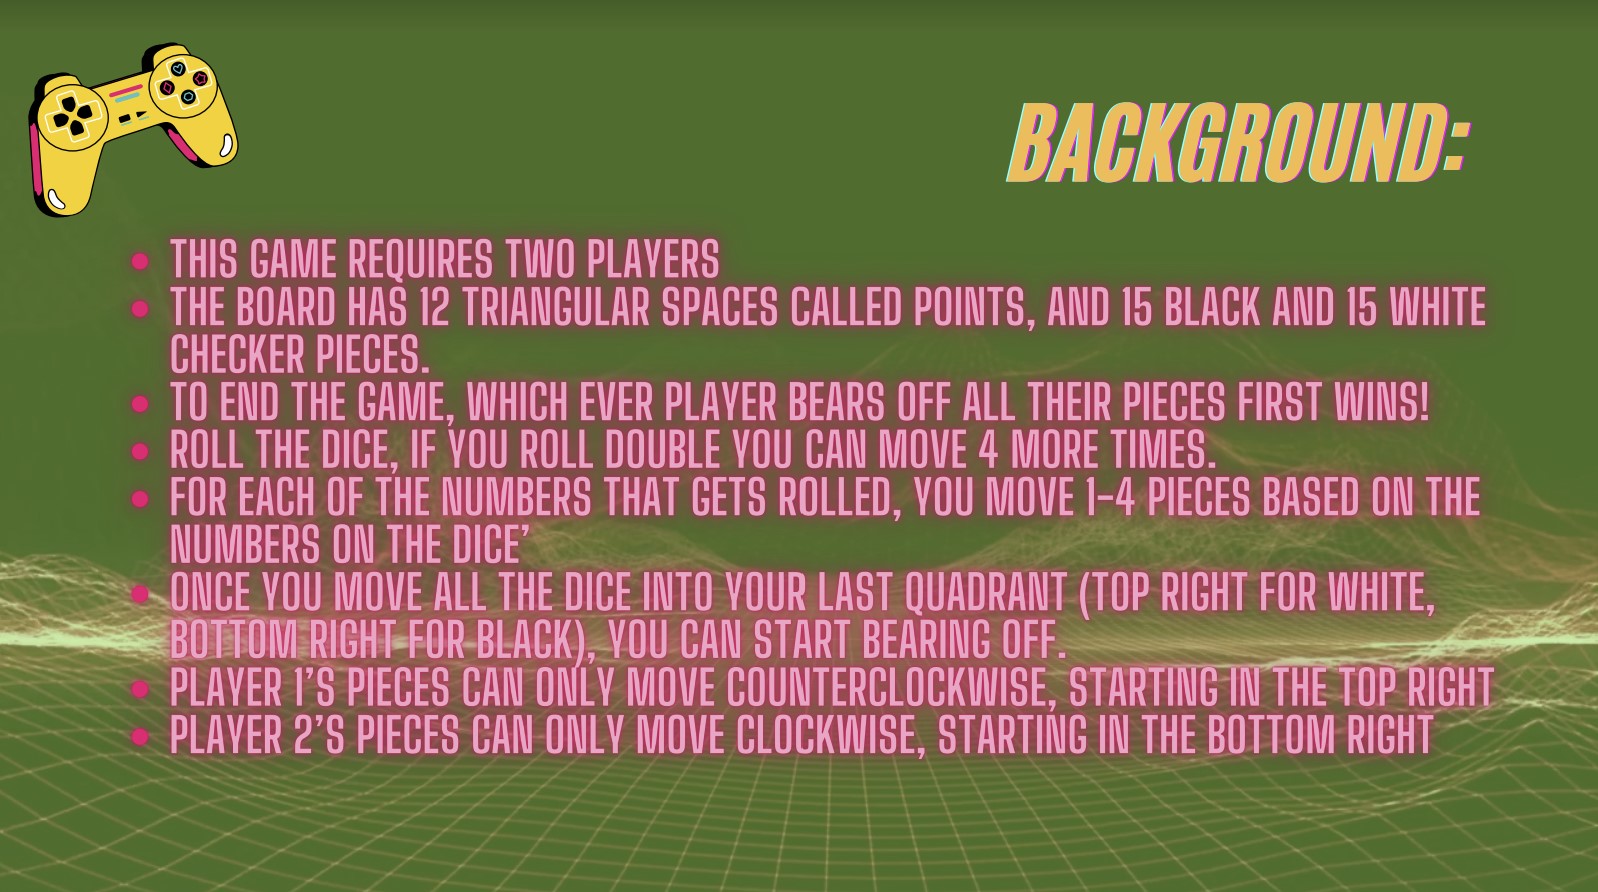 BACKGROUND:
THIS GAME REQUIRES TWO PLAYERS
THE BOARD HAS 12 TRIANGULAR SPACES CALLED POINTS, AND 15 BLACK AND 15 WHITE
CHECKER PIECES.
TO END THE GAME, WHICH EVER PLAYER BEARS OFF ALL THEIR PIECES FIRST WINS!
ROLL THE DICE, IF YOU ROLL DOUBLE YOU CAN MOVE 4 MORE TIMES.
FOR EACH OF THE NUMBERS THAT GETS ROLLED, YOU MOVE 1-4 PIECES BASED ON THE
NUMBERS ON THE DICE’
ONCE YOU MOVE ALL THE DICE INTO YOUR LAST QUADRANT (TOP RIGHT FOR WHITE,
BOTTOM RIGHT FOR BLACK), YOU CAN START BEARING OFF.
PLAYER 1’S PIECES CAN ONLY MOVE COUNTERCLOCKWISE, STARTING IN THE TOP RIGHT
PLAYER 2’S PIECES CAN ONLY MOVE CLOCKWISE, STARTING IN THE BOTTOM RIGHT